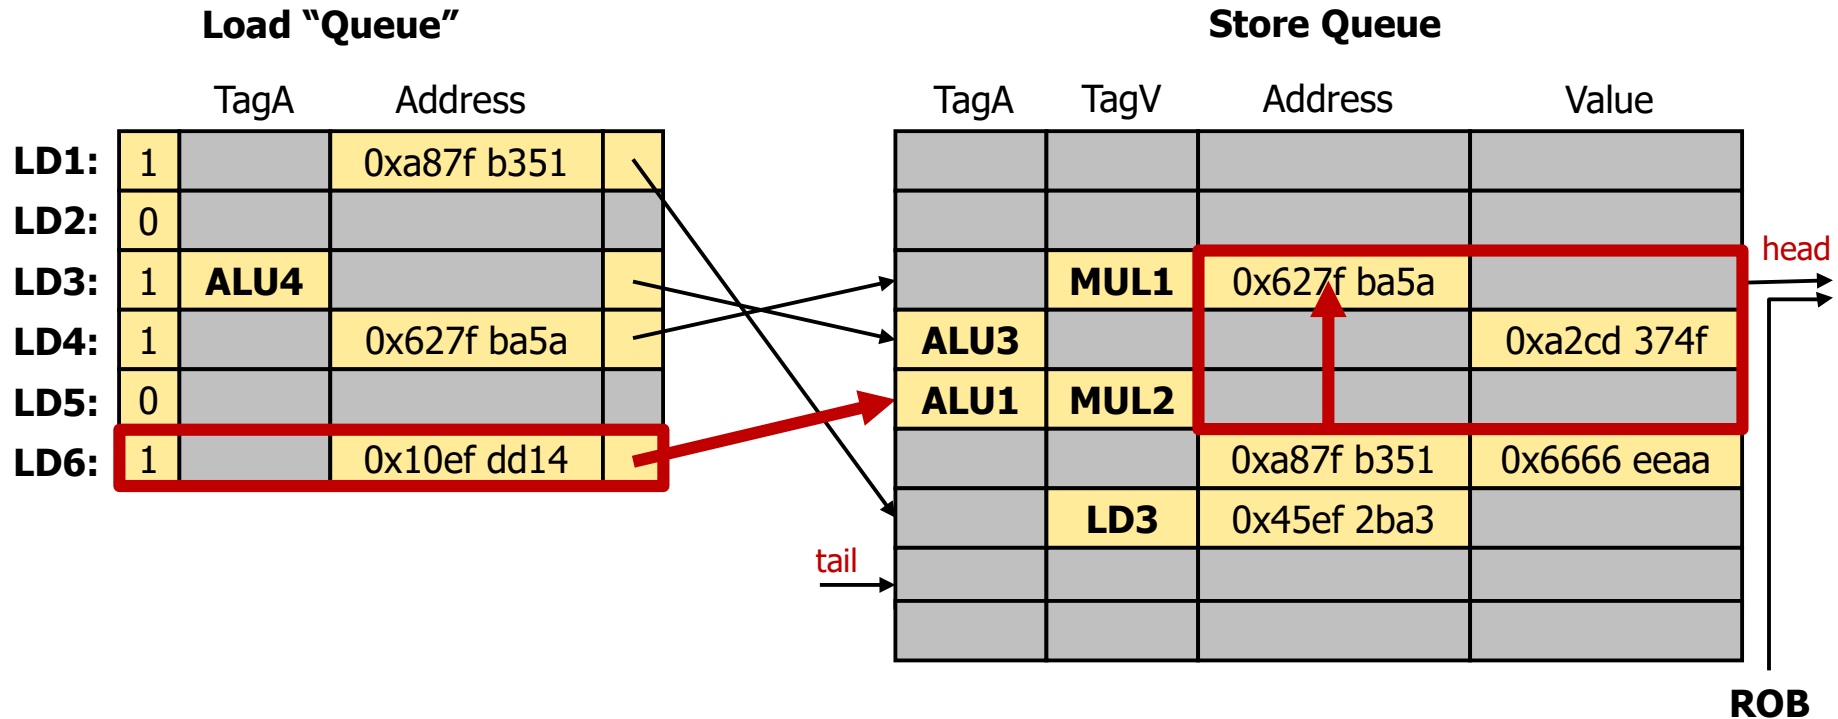 Load “Queue”
Store Queue
TagA Address
TagA TagV Address Value
LD1: 1 0xa87f b351
LD2: 0
LD3: 1 ALU4
LD4: 1 0x627f ba5a
LD5: 0
LD6: 1 0x10ef dd14
MUL1 0x627f ba5a
head
ALU3 0xa2cd 374f
ALU1 MUL2
0xa87f b351 0x6666 eeaa
LD3 0x45ef 2ba3
tail
ROB